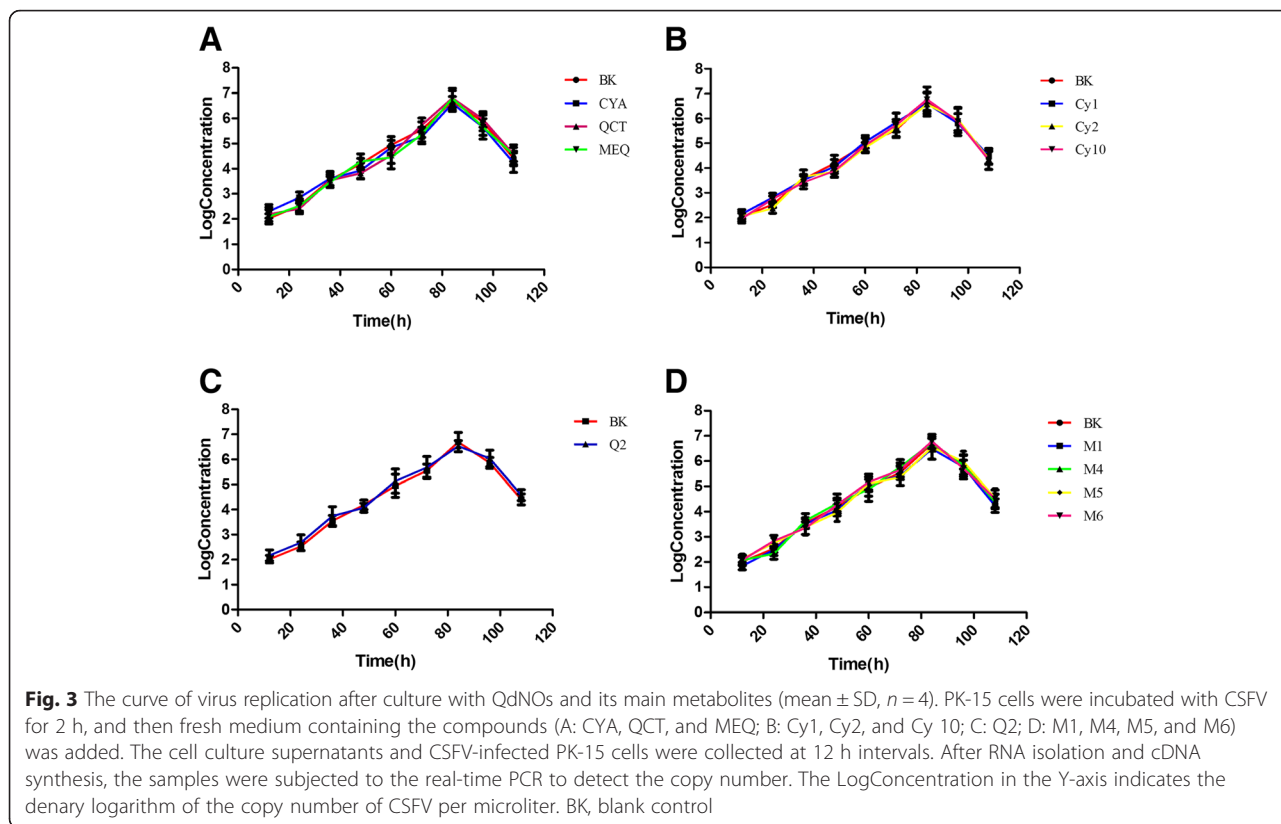 A
8
7
6
5
4
3
2
1
0
LogConcentration
0 20 40 60 80 100 120
Time(h)
BK
CYA
QCT
MEQ
B
8
7
6
5
4
3
2
1
0
LogConcentration
0 20 40 60 80 100 120
Time(h)
BK
Cy1
Cy2
Cy10
C
8
7
6
5
4
3
2
1
0
LogConcentration
0 20 40 60 80 100 120
Time(h)
BK
Q2
D
8
7
6
5
4
3
2
1
0
LogConcentration
0 20 40 60 80 100 120
Time(h)
BK
M1
M4
M5
M6
Fig. 3 The curve of virus replication after culture with QdNOs and its main metabolites (mean ± SD, n = 4). PK-15 cells were incubated with CSFV
for 2 h, and then fresh medium containing the compounds (A: CYA, QCT, and MEQ; B: Cy1, Cy2, and Cy 10; C: Q2; D: M1, M4, M5, and M6)
was added. The cell culture supernatants and CSFV-infected PK-15 cells were collected at 12 h intervals. After RNA isolation and cDNA
synthesis, the samples were subjected to the real-time PCR to detect the copy number. The LogConcentration in the Y-axis indicates the
denary logarithm of the copy number of CSFV per microliter. BK, blank control